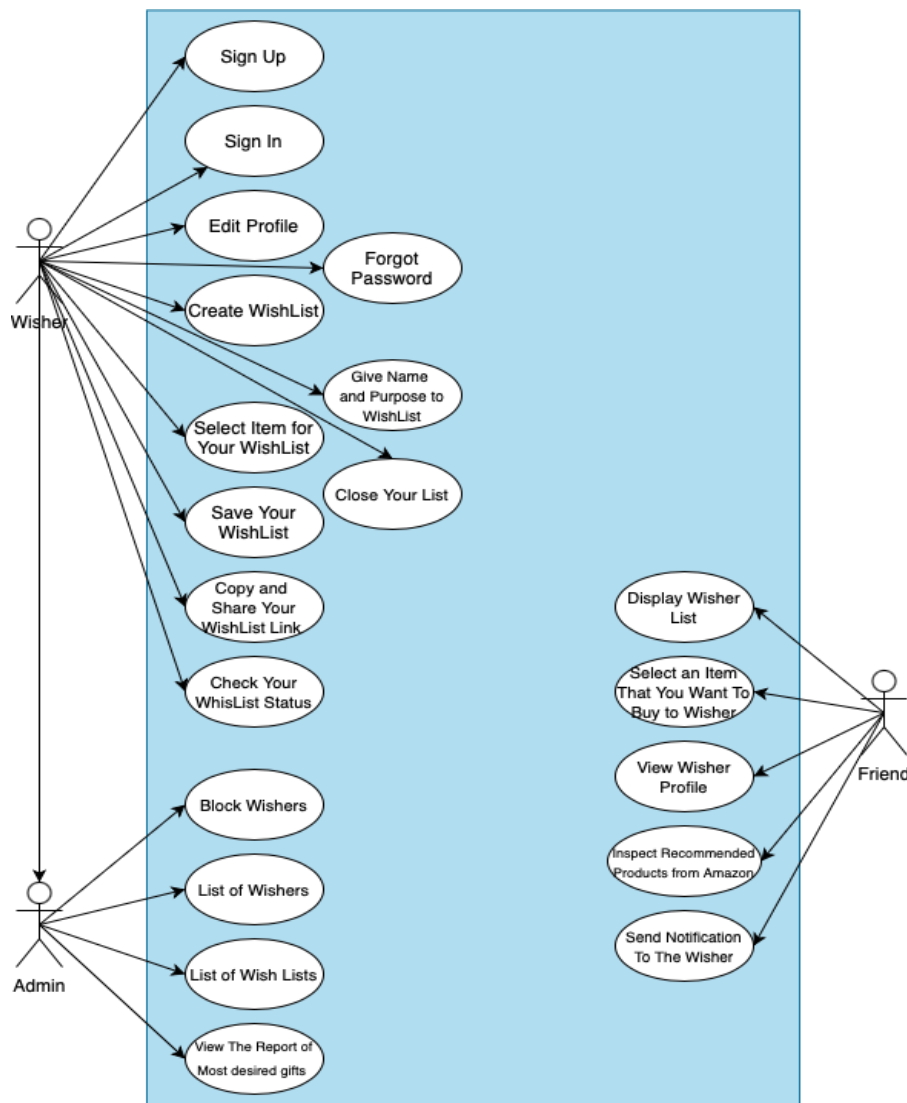 Sign Up
Sign In
Edit Profile
Forgot
Password
Wisher
Create WishList
Give Name
and Purpose to
WishList
Select Item for
Your WishList
Close Your List
Save Your
WishList
Copy and
Share Your
WishList Link
Display Wisher
List
Check Your
WhisList Status
Select an Item
That You Want To
Buy to Wisher
View Wisher
Profile
Friend
Block Wishers
Inspect Recommended
Products from Amazon
List of Wishers
Send Notification
To The Wisher
Admin
List of Wish Lists
View The Report of
Most desired gifts